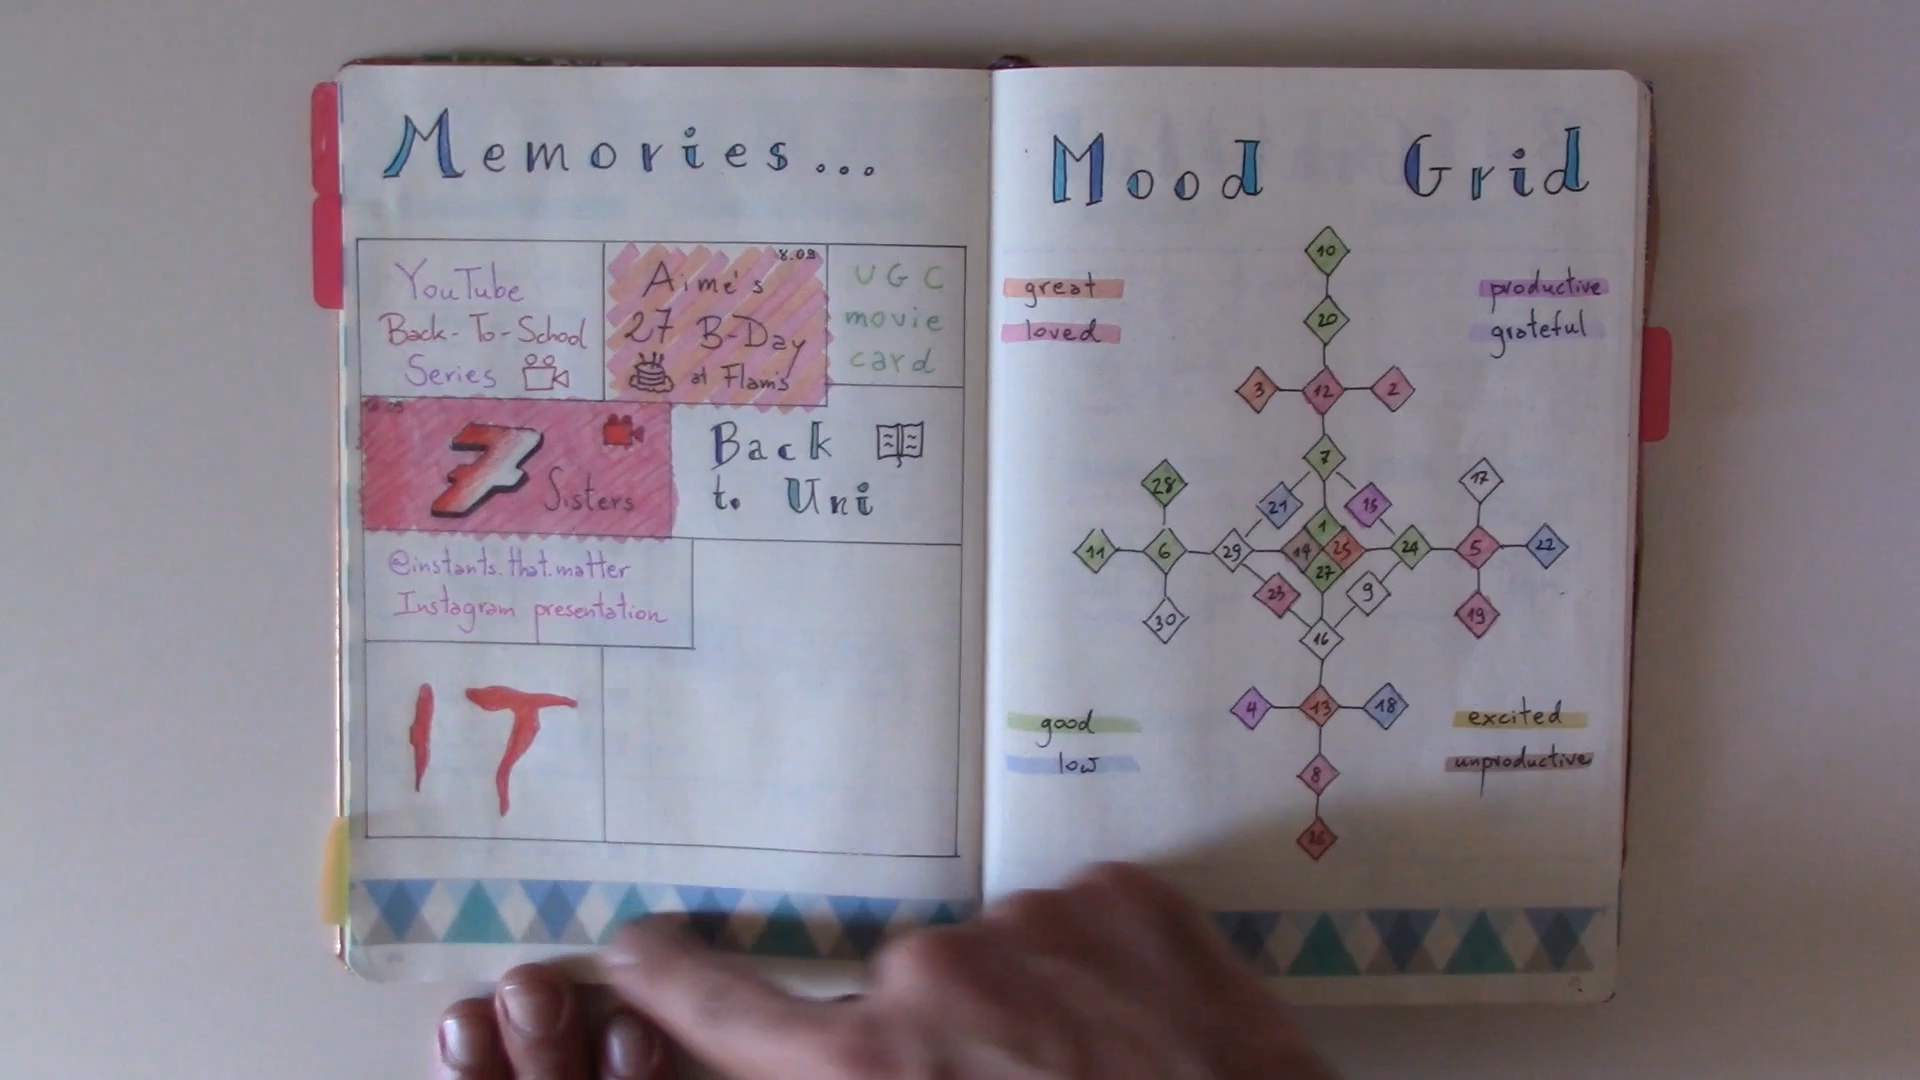 Memories...
YouTube
Back-To-School
Series
8.09
Aimé's
27 B-Day
at Flam's
UGC
movie
card
7
Sisters
Back
to Uni
@instants.that.matter
Instagram presentation
IT
Mood Grid
great
loved
productive
grateful
10
20
3 12 2
7
28
17
21 15
1
11 6 29 14 25 24 5 22
27
23 9
30
19
16
4 13 18
8
26
good
low
excited
unproductive